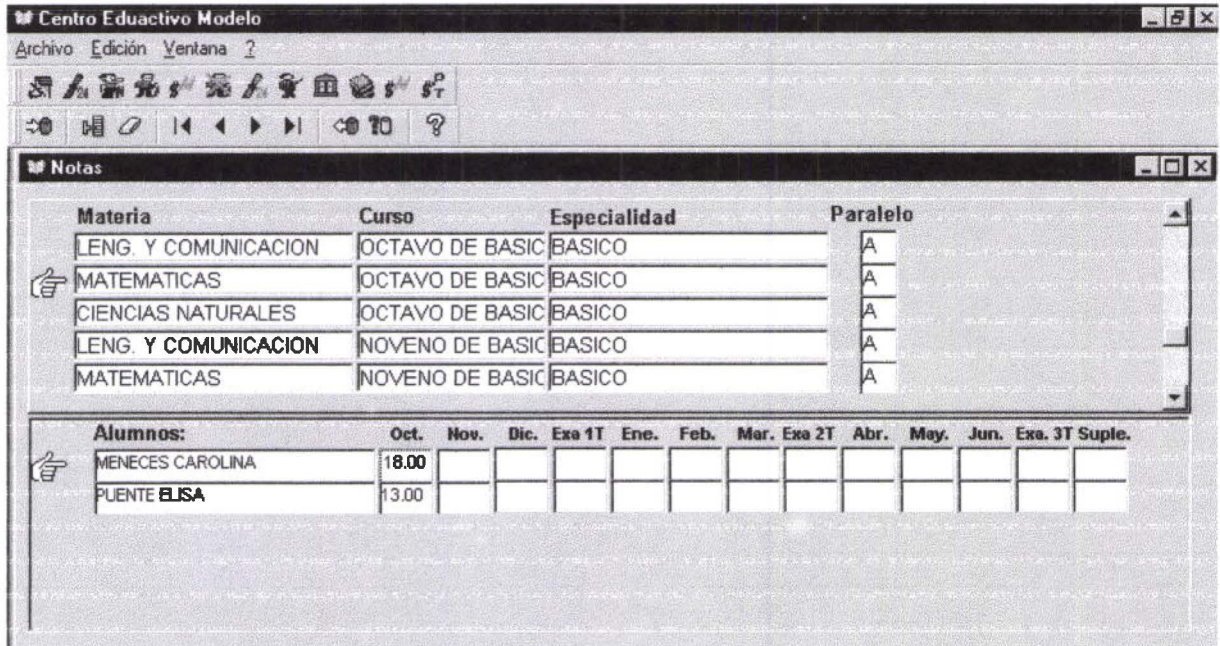 Centro Eduactivo Modelo
Archivo Edición Ventana ?
Notas
Materia Curso Especialidad Paralelo
LENG. Y COMUNICACION OCTAVO DE BASIC BASICO A
MATEMATICAS OCTAVO DE BASIC BASICO A
CIENCIAS NATURALES OCTAVO DE BASIC BASICO A
LENG. Y COMUNICACION NOVENO DE BASIC BASICO A
MATEMATICAS NOVENO DE BASIC BASICO A
Alumnos: Oct. Nov. Dic. Exa 1T Ene. Feb. Mar. Exa 2T Abr. May. Jun. Exa. 3T Suple.
MENECES CAROLINA 18.00
PUENTE ELISA 13.00